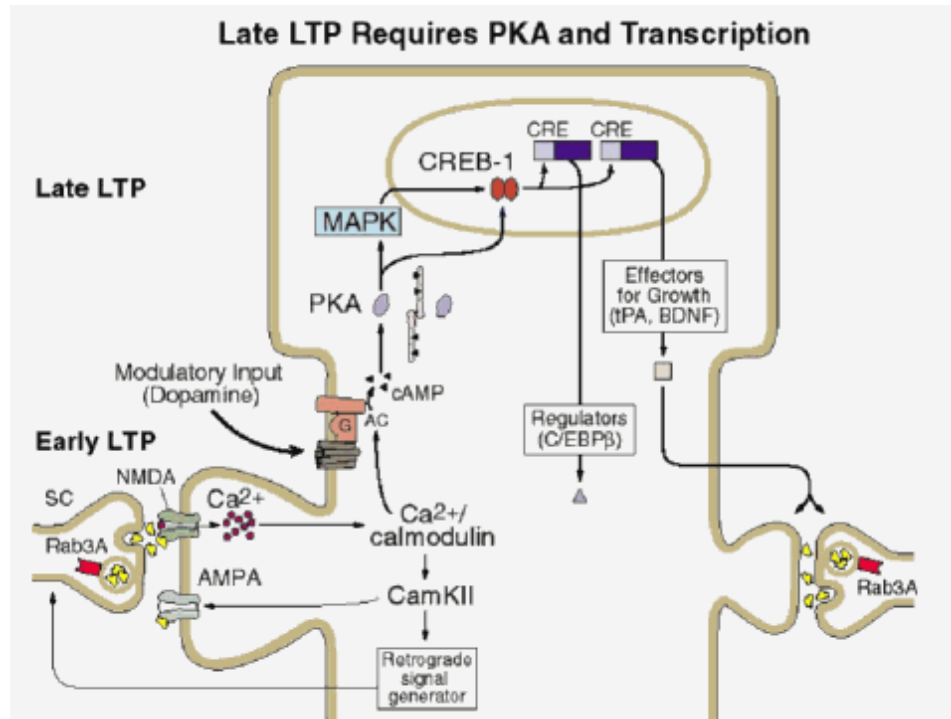 Late LTP Requires PKA and Transcription
CRE CRE
CREB-1
Late LTP
MAPK
Effectors
for Growth
(tPA, BDNF)
PKA
Modulatory Input
(Dopamine)
cAMP
G
AC
Regulators
(C/EBPβ)
Early LTP
NMDA
SC
Ca2+
Ca2+/
calmodulin
Rab3A
Rab3A
AMPA
CamKII
Retrograde
signal
generator